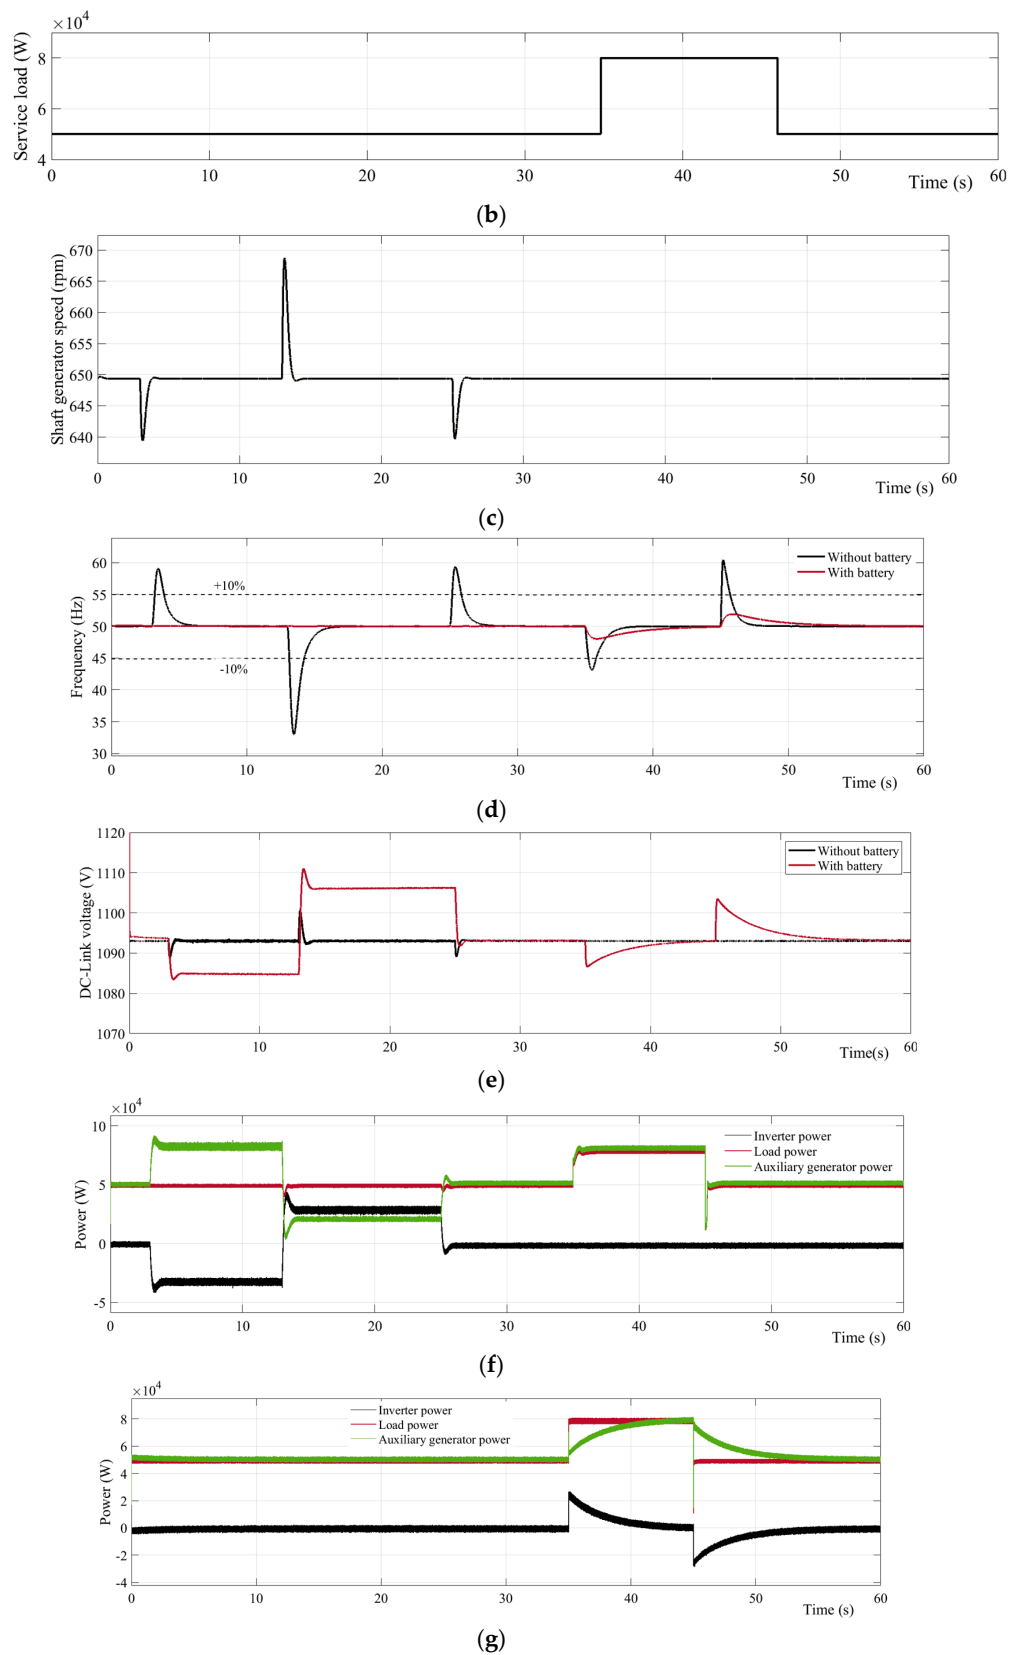 ×10⁴
Service load (W)
8
6
4
0 10 20 30 40 50 60
Time (s)
(b)
Shaft generator speed (rpm)
670
665
660
655
650
645
640
0 10 20 30 40 50 60
Time (s)
(c)
Frequency (Hz)
60
55
50
45
40
35
30
+10%
-10%
Without battery
With battery
0 10 20 30 40 50 60
Time (s)
(d)
DC-Link voltage (V)
1120
1110
1100
1090
1080
1070
Without battery
With battery
0 10 20 30 40 50 60
Time(s)
(e)
×10⁴
Power (W)
10
5
0
-5
Inverter power
Load power
Auxiliary generator power
0 10 20 30 40 50 60
Time (s)
(f)
×10⁴
Power (W)
8
6
4
2
0
-2
-4
Inverter power
Load power
Auxiliary generator power
0 10 20 30 40 50 60
Time (s)
(g)